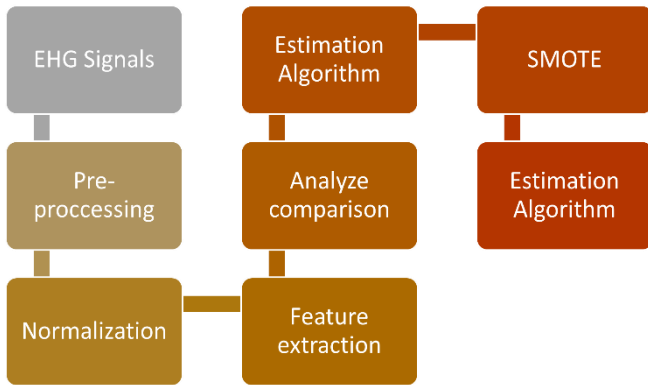 EHG Signals
Pre-
proccessing
Normalization
Feature
extraction
Analyze
comparison
Estimation
Algorithm
SMOTE
Estimation
Algorithm